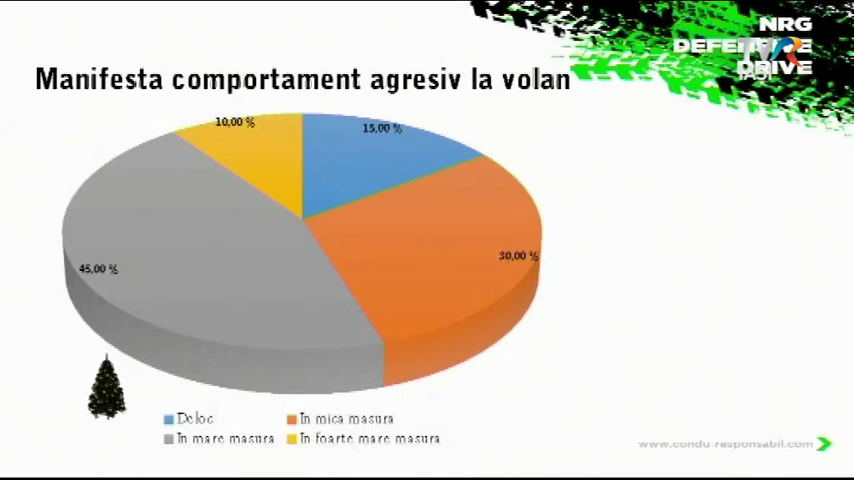 NRG
DEFENSIVE
DRIVE
Manifesta comportament agresiv la volan
10,00 %
15,00 %
30,00 %
45,00 %
Deloc
In mica masura
In mare masura
In foarte mare masura
www.condu-responsabil.com